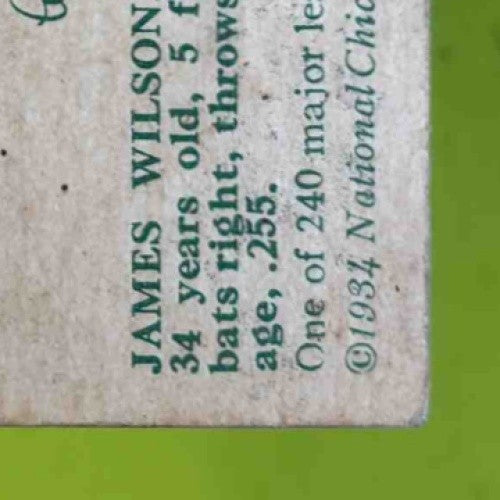 JAMES WILSON
34 years old, 5 f
bats right, throws
age, .255.
One of 240 major le
©1934 National Chic